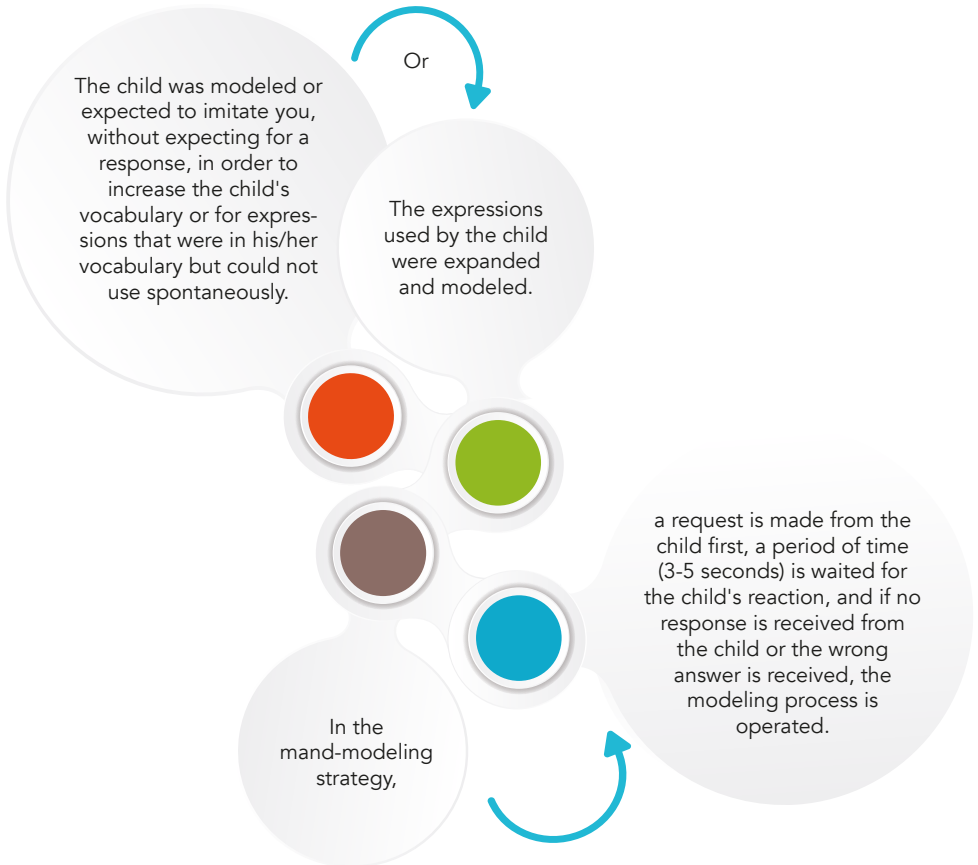 The child was modeled or
expected to imitate you,
without expecting for a
response, in order to
increase the child's
vocabulary or for expres-
sions that were in his/her
vocabulary but could not
use spontaneously.
Or
The expressions
used by the child
were expanded
and modeled.
In the
mand-modeling
strategy,
a request is made from the
child first, a period of time
(3-5 seconds) is waited for
the child's reaction, and if no
response is received from
the child or the wrong
answer is received, the
modeling process is
operated.